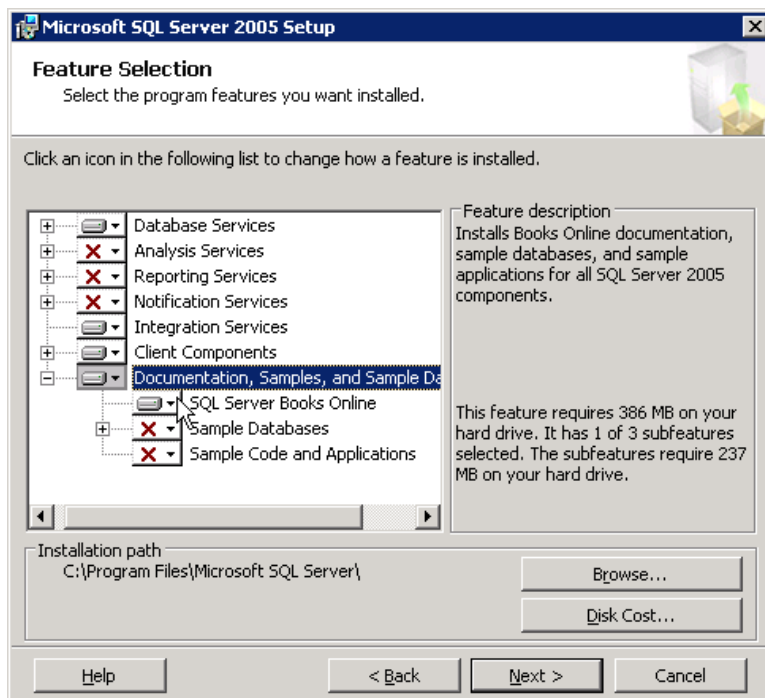 Microsoft SQL Server 2005 Setup
Feature Selection
Select the program features you want installed.
Click an icon in the following list to change how a feature is installed.
Database Services
Analysis Services
Reporting Services
Notification Services
Integration Services
Client Components
Documentation, Samples, and Sample Da
SQL Server Books Online
Sample Databases
Sample Code and Applications
Feature description
Installs Books Online documentation,
sample databases, and sample
applications for all SQL Server 2005
components.
This feature requires 386 MB on your
hard drive. It has 1 of 3 subfeatures
selected. The subfeatures require 237
MB on your hard drive.
Installation path
C:\Program Files\Microsoft SQL Server\
Browse...
Disk Cost...
Help
< Back
Next >
Cancel